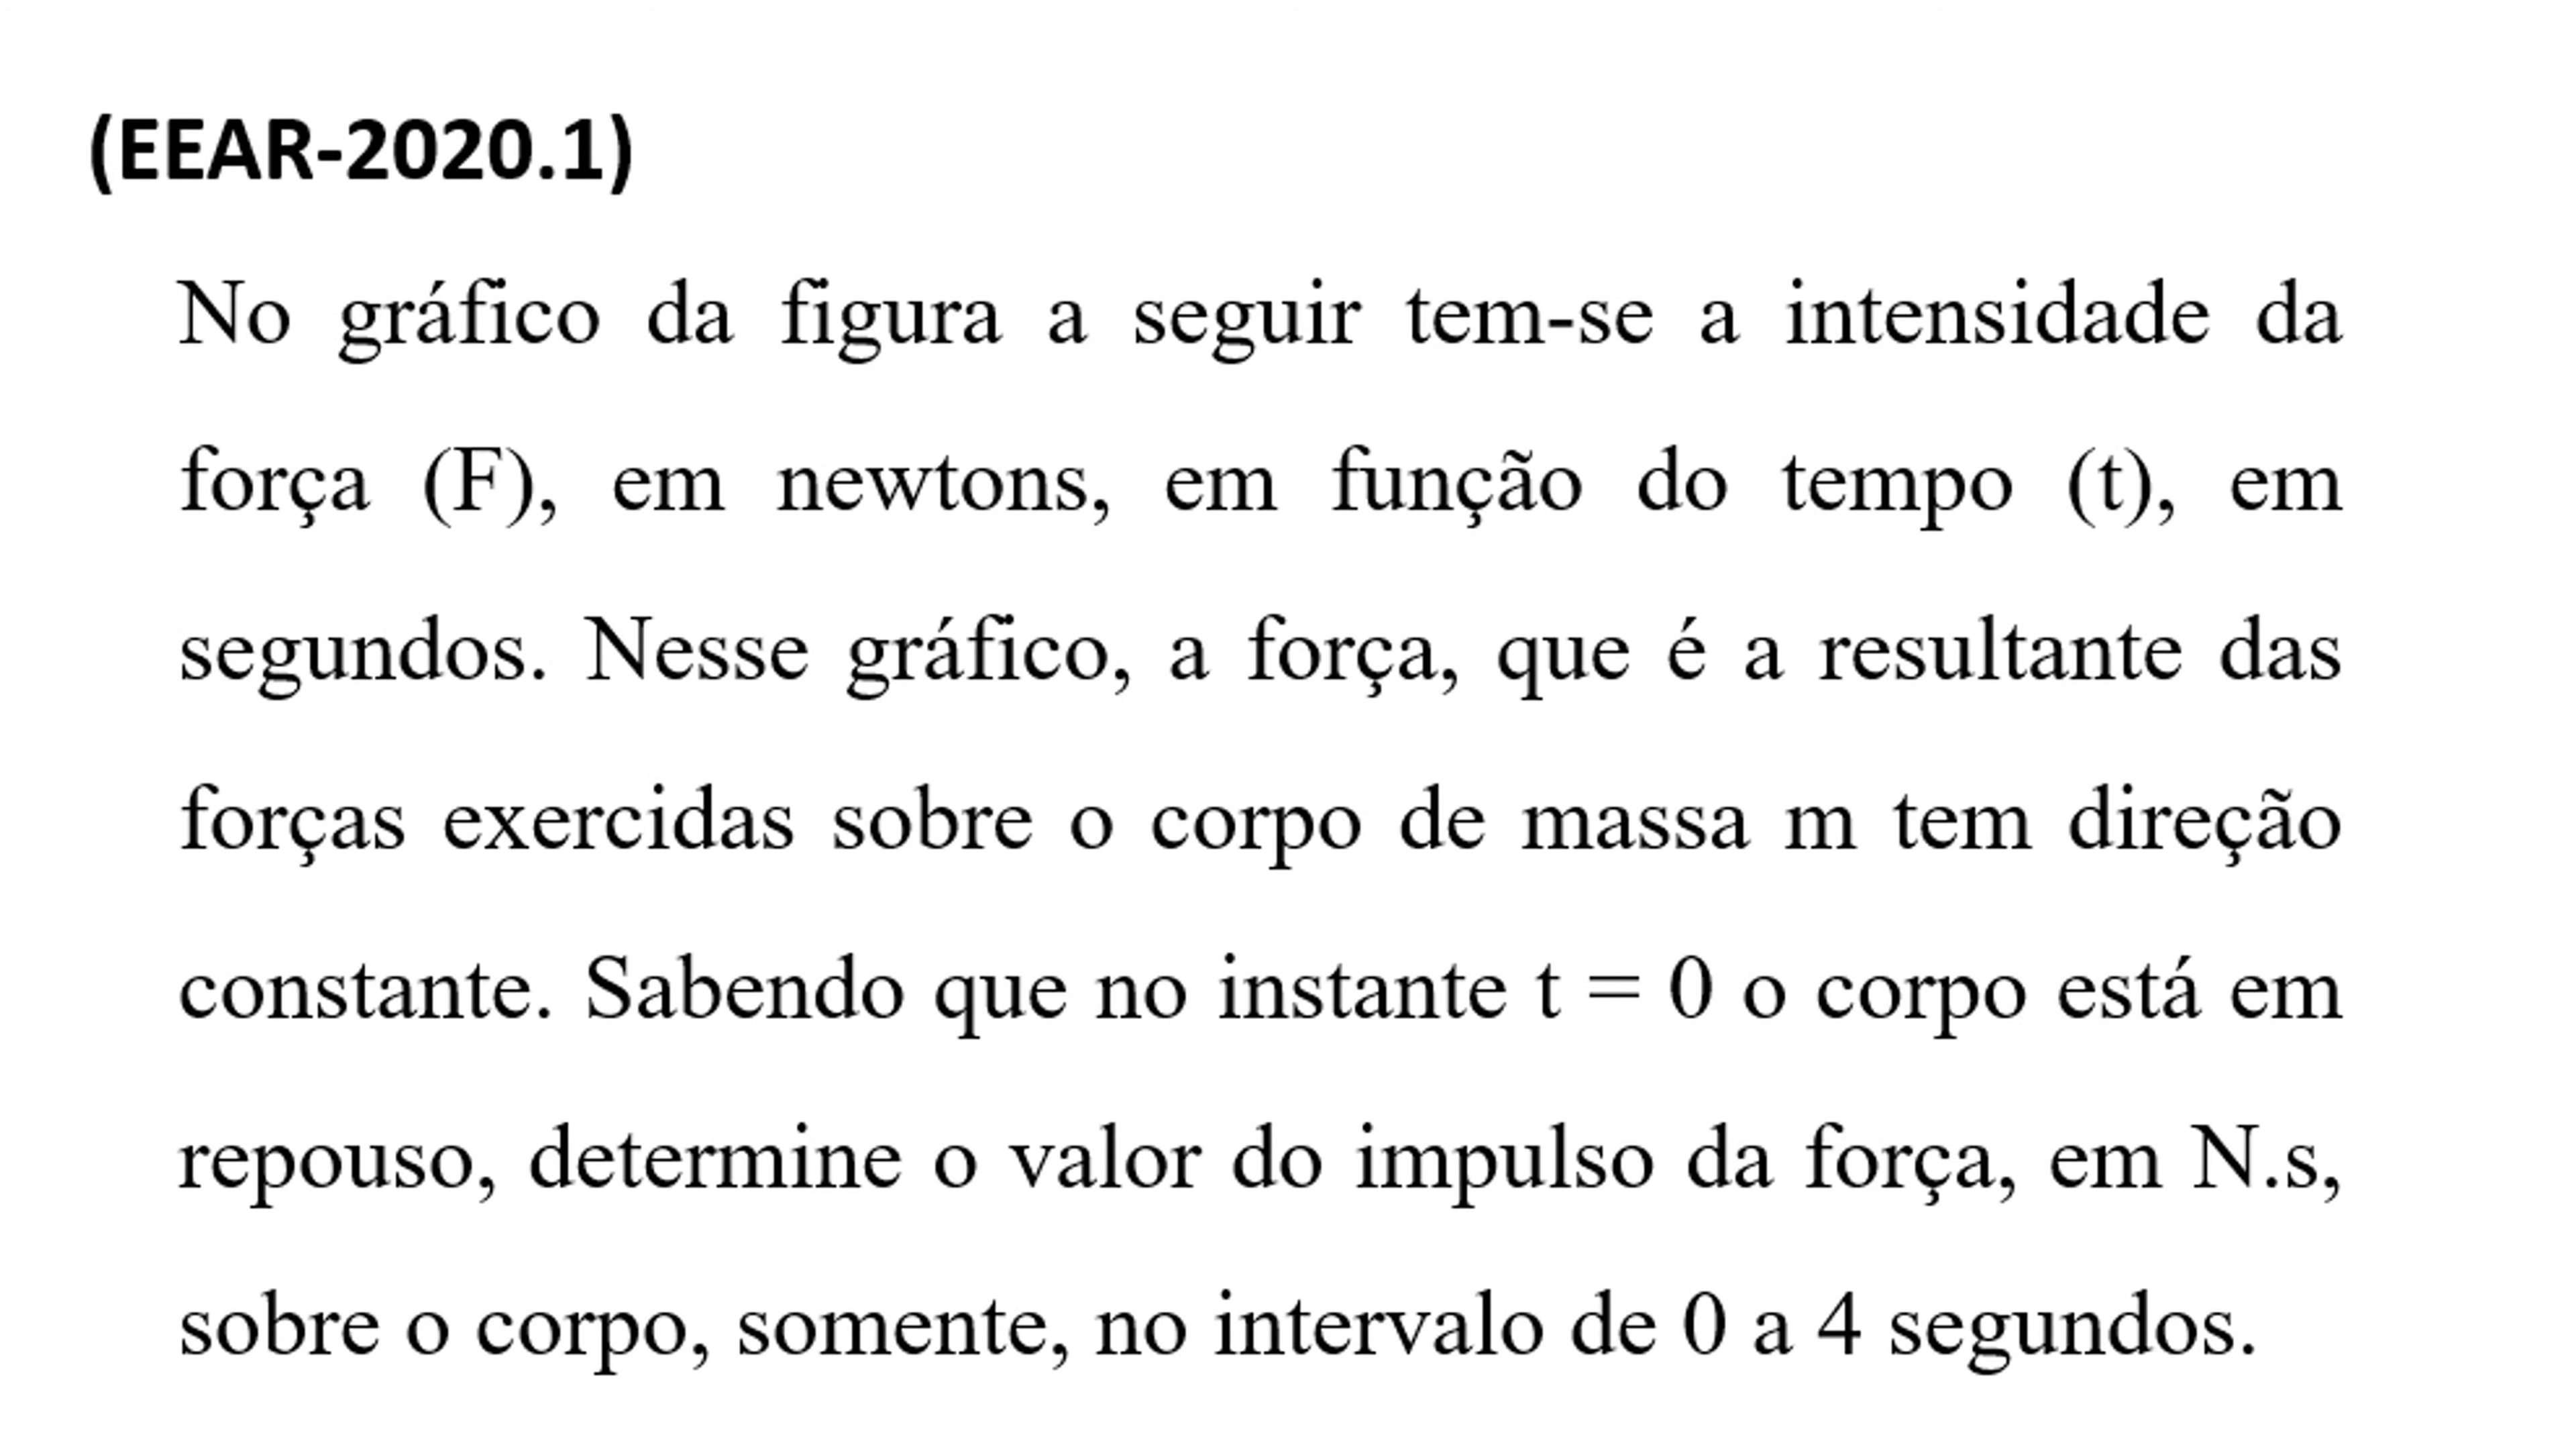 (EEAR-2020.1)
No gráfico da figura a seguir tem-se a intensidade da
força (F), em newtons, em função do tempo (t), em
segundos. Nesse gráfico, a força, que é a resultante das
forças exercidas sobre o corpo de massa m tem direção
constante. Sabendo que no instante t = 0 o corpo está em
repouso, determine o valor do impulso da força, em N.s,
sobre o corpo, somente, no intervalo de 0 a 4 segundos.